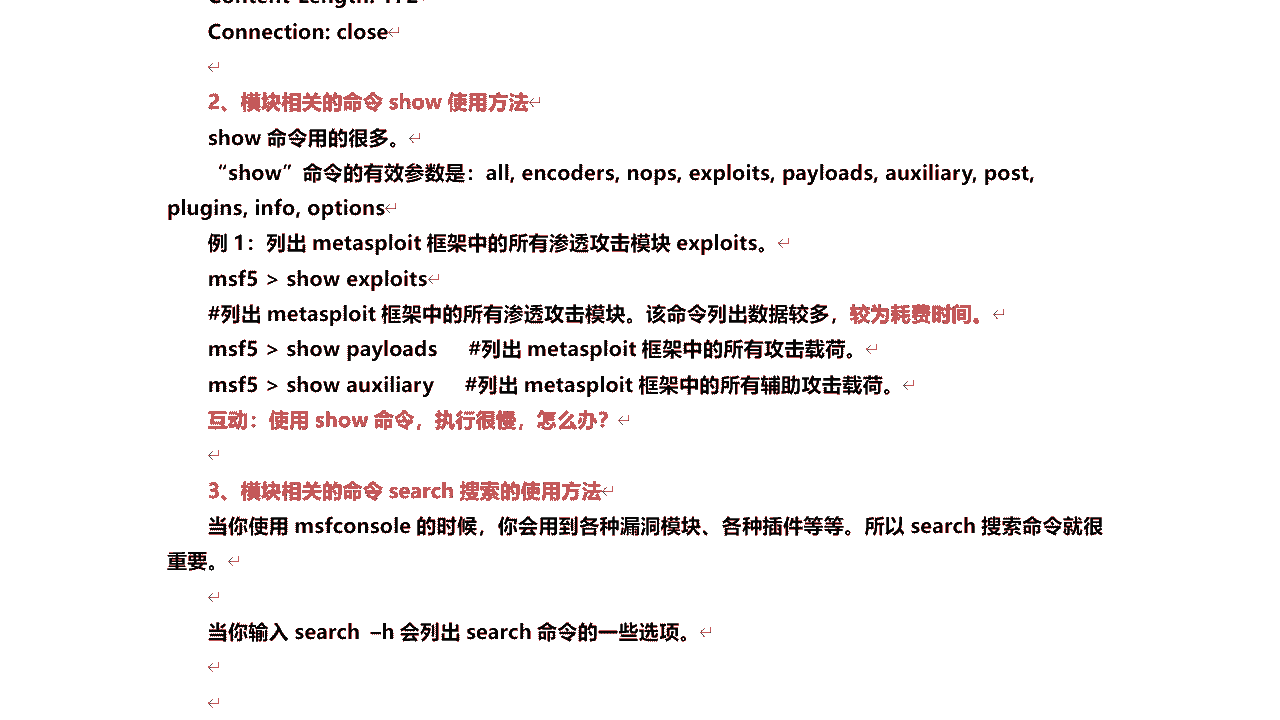 Content-Length: 172
Connection: close
2、模块相关的命令 show 使用方法
show 命令用的很多。
“show”命令的有效参数是：all, encoders, nops, exploits, payloads, auxiliary, post,
plugins, info, options
例 1：列出 metasploit 框架中的所有渗透攻击模块 exploits。
msf5 > show exploits
#列出 metasploit 框架中的所有渗透攻击模块。该命令列出数据较多，较为耗费时间。
msf5 > show payloads #列出 metasploit 框架中的所有攻击载荷。
msf5 > show auxiliary #列出 metasploit 框架中的所有辅助攻击载荷。
互动：使用 show 命令，执行很慢，怎么办？
3、模块相关的命令 search 搜索的使用方法
当你使用 msfconsole 的时候，你会用到各种漏洞模块、各种插件等等。所以 search 搜索命令就很
重要。
当你输入 search –h 会列出 search 命令的一些选项。